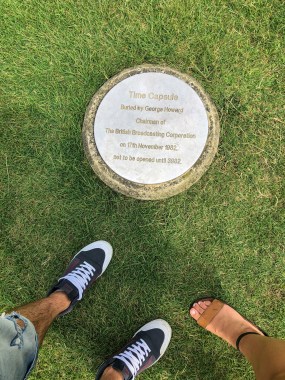 Time Capsule
Buried by George Howard
Chairman of
The British Broadcasting Corporation
on 17th November 1982,
not to be opened until 2002